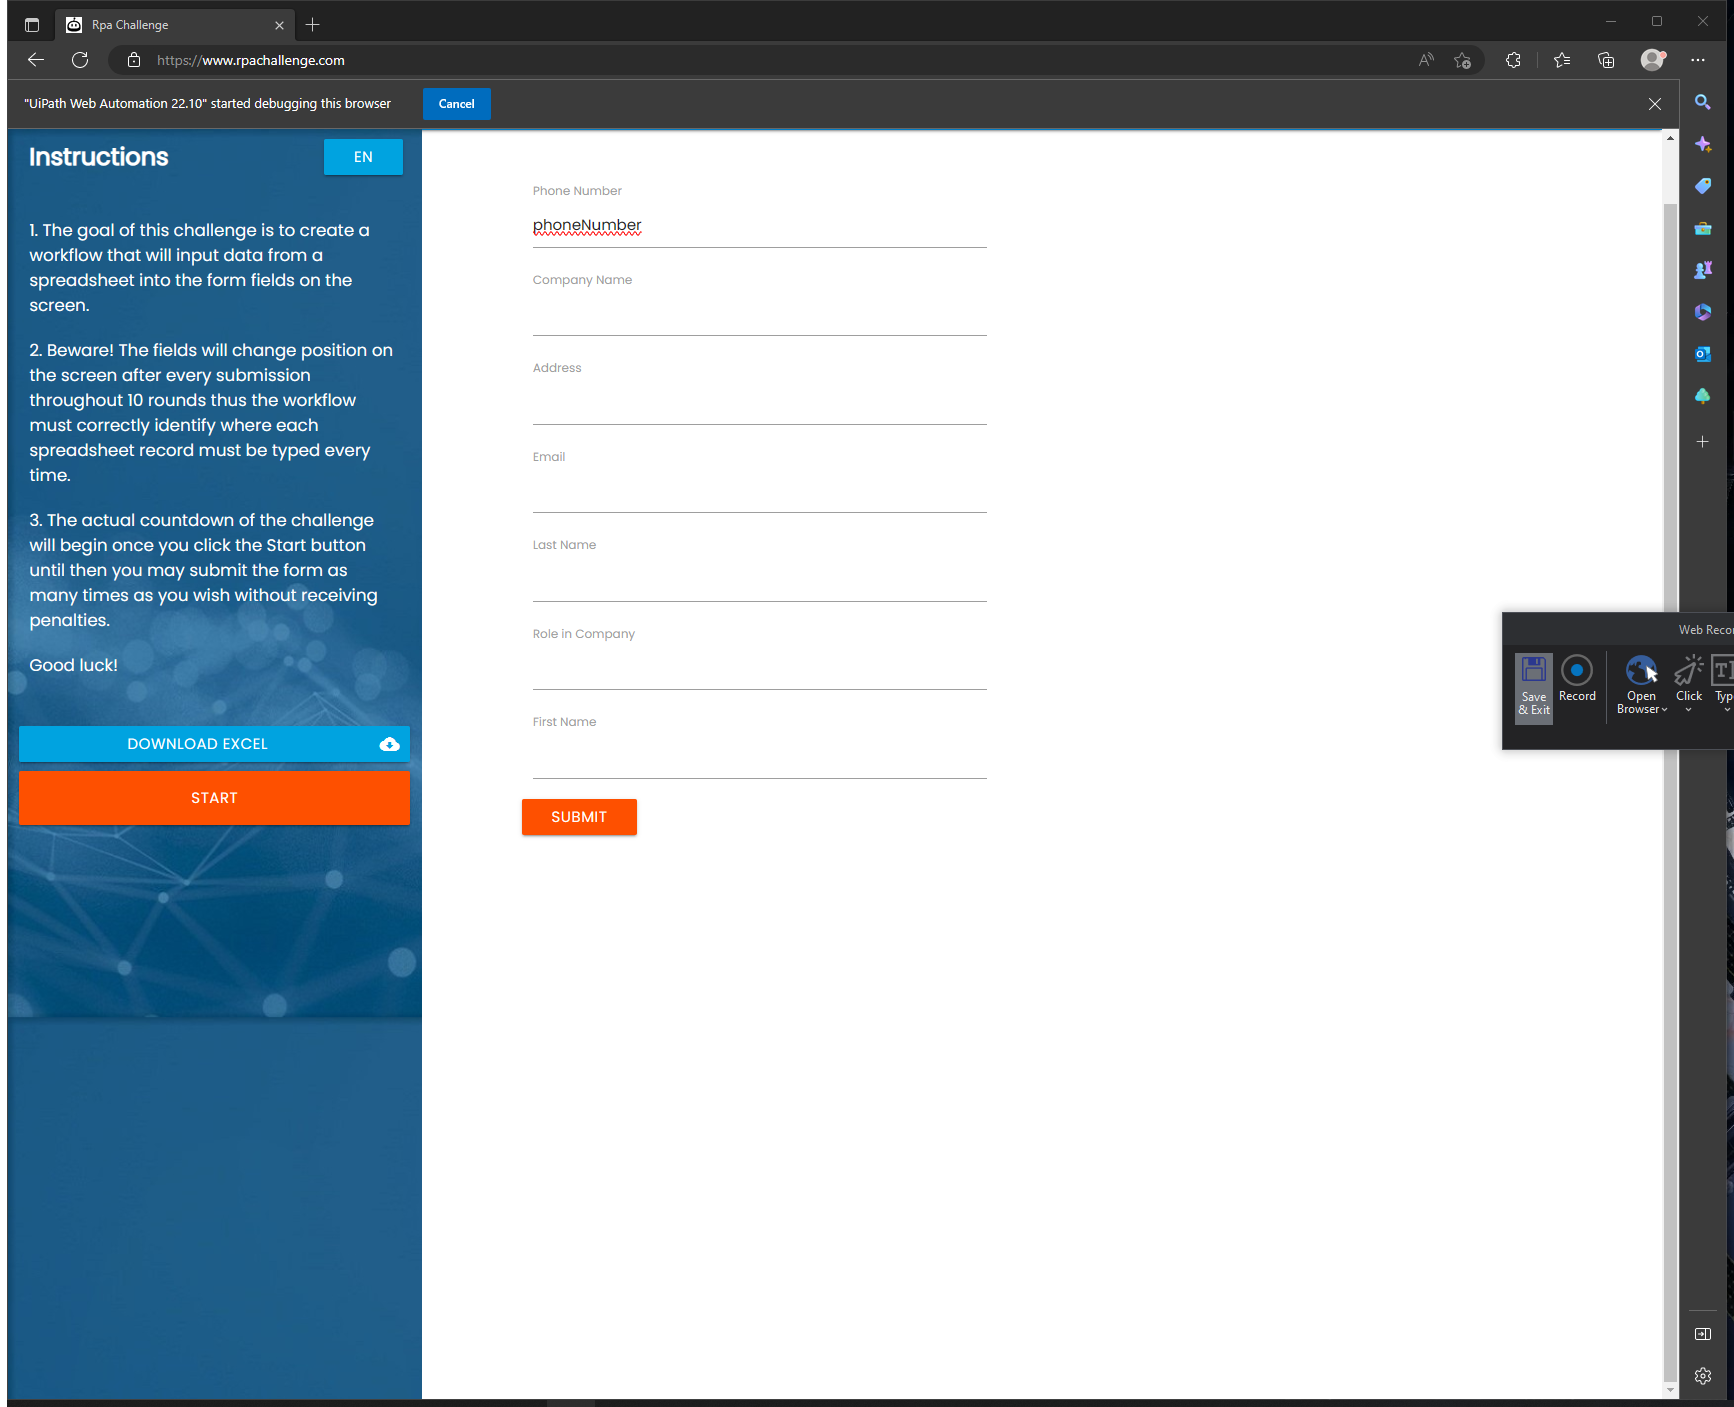 Rpa Challenge
https://www.rpachallenge.com
"UiPath Web Automation 22.10" started debugging this browser
Cancel
Instructions
EN
1. The goal of this challenge is to create a
workflow that will input data from a
spreadsheet into the form fields on the
screen.
2. Beware! The fields will change position on
the screen after every submission
throughout 10 rounds thus the workflow
must correctly identify where each
spreadsheet record must be typed every
time.
3. The actual countdown of the challenge
will begin once you click the Start button
until then you may submit the form as
many times as you wish without receiving
penalties.
Good luck!
DOWNLOAD EXCEL
START
Phone Number
phoneNumber
Company Name
Address
Email
Last Name
Role in Company
First Name
SUBMIT
Web Recor
Save
& Exit
Record
Open
Browser
Click
Typ